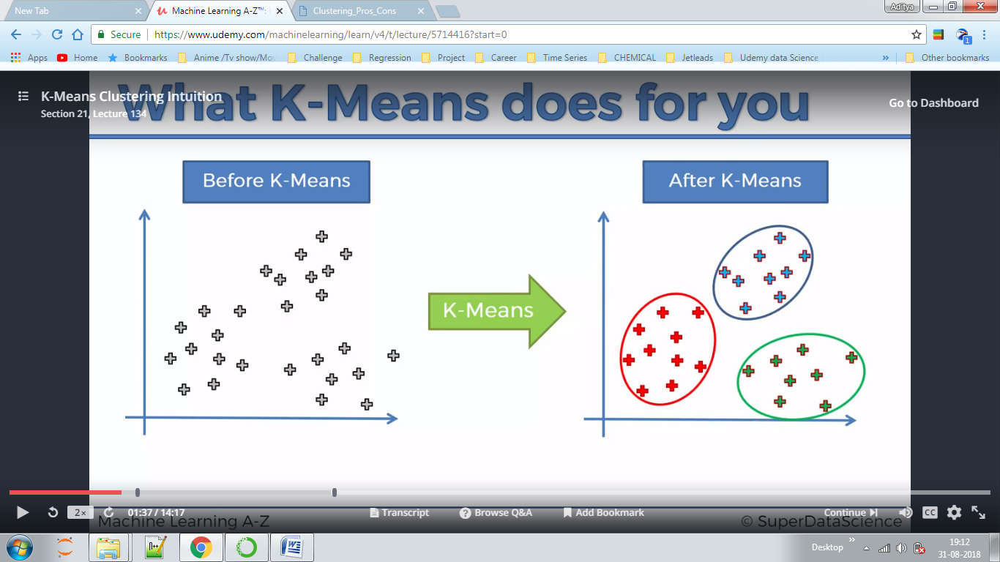 Aditya
New Tab
Machine Learning A-Z™:
Clustering_Pros_Cons
Secure
https://www.udemy.com/machinelearning/learn/v4/t/lecture/5714416?start=0
1
Apps Home Bookmarks Anime /Tv show/Mov Challenge Regression Project Career Time Series CHEMICAL Jetleads Udemy data Science » Other bookmarks
What K-Means does for you
K-Means Clustering Intuition
Section 21, Lecture 134
Go to Dashboard
Before K-Means
After K-Means
K-Means
2×
01:37 / 14:17
Transcript
Browse Q&A
Add Bookmark
Continue
CC
Machine Learning A-Z
© SuperDataScience
N++
W
Desktop »
19:12
31-08-2018